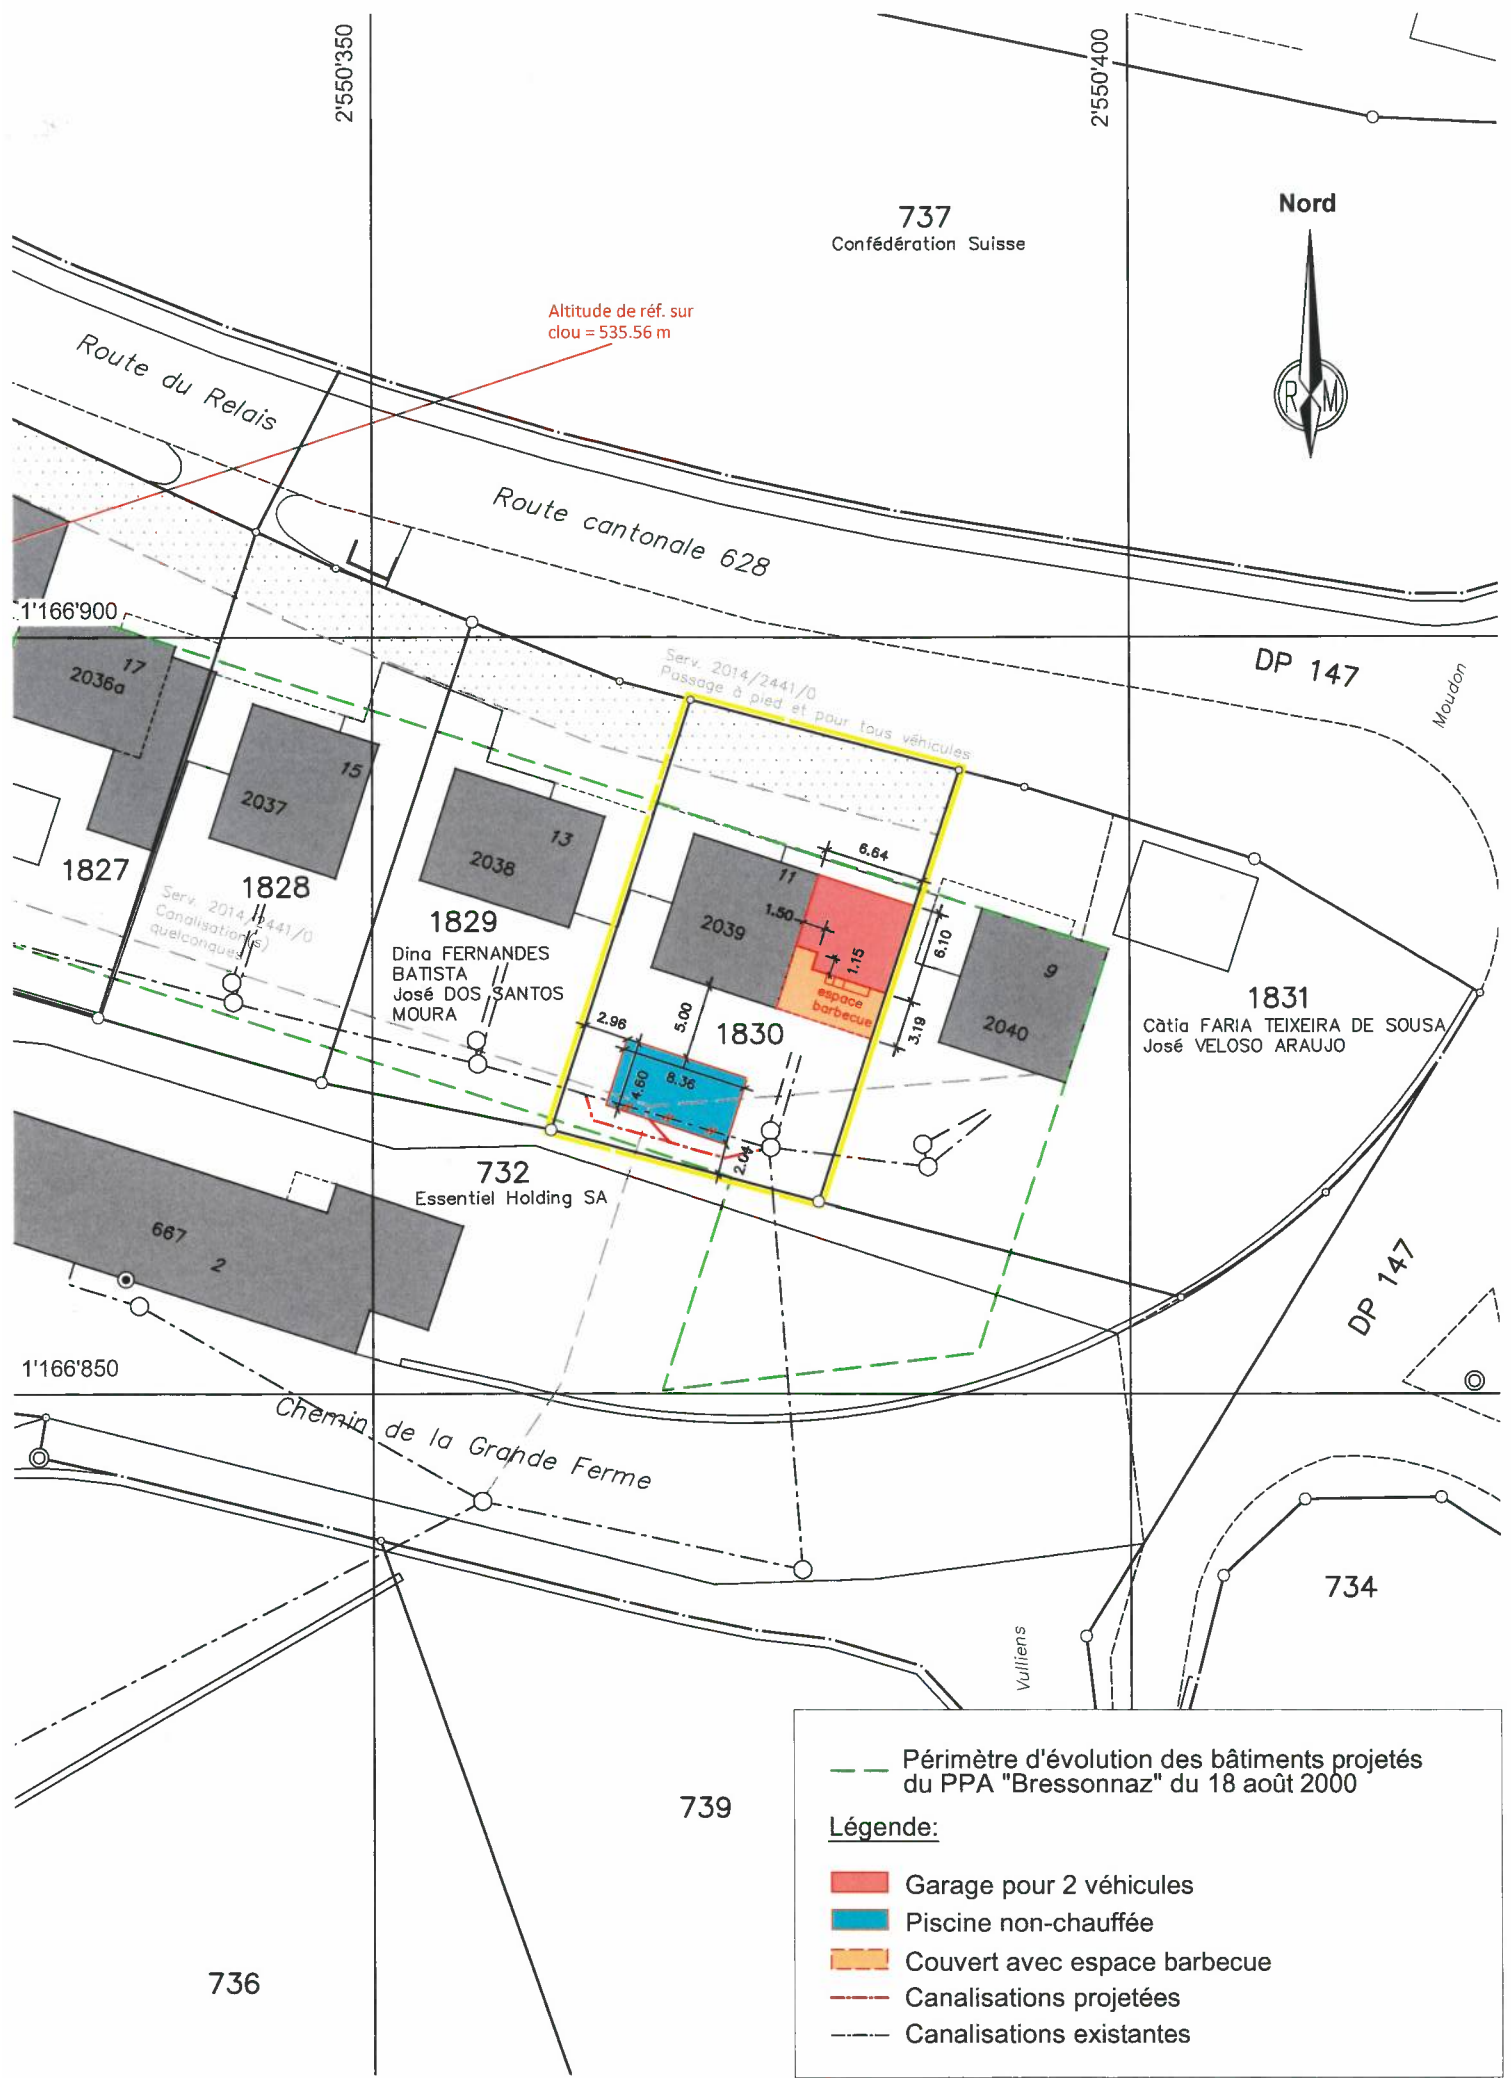 2'550'350
2'550'400
737
Confédération Suisse
Nord
R M
Altitude de réf. sur
clou = 535.56 m
Route du Relais
Route cantonale 628
1'166'900
DP 147
Moudon
Serv. 2014/2441/0
Passage à pied et pour tous véhicules
17
2036a
15
2037
13
2038
11
2039
6.64
1.50
1.15
6.10
espace
barbecue
3.19
9
2040
1827
1828
Serv. 2014/2441/0
Canalisation(s)
quelconques
1829
Dina FERNANDES
BATISTA
José DOS SANTOS
MOURA
1830
2.96
5.00
8.36
4.60
2.04
1831
Càtia FARIA TEIXEIRA DE SOUSA
José VELOSO ARAUJO
732
Essentiel Holding SA
667
2
DP 147
1'166'850
Chemin de la Grande Ferme
734
Vulliens
739
736
Périmètre d'évolution des bâtiments projetés
du PPA "Bressonnaz" du 18 août 2000
Légende:
Garage pour 2 véhicules
Piscine non-chauffée
Couvert avec espace barbecue
Canalisations projetées
Canalisations existantes